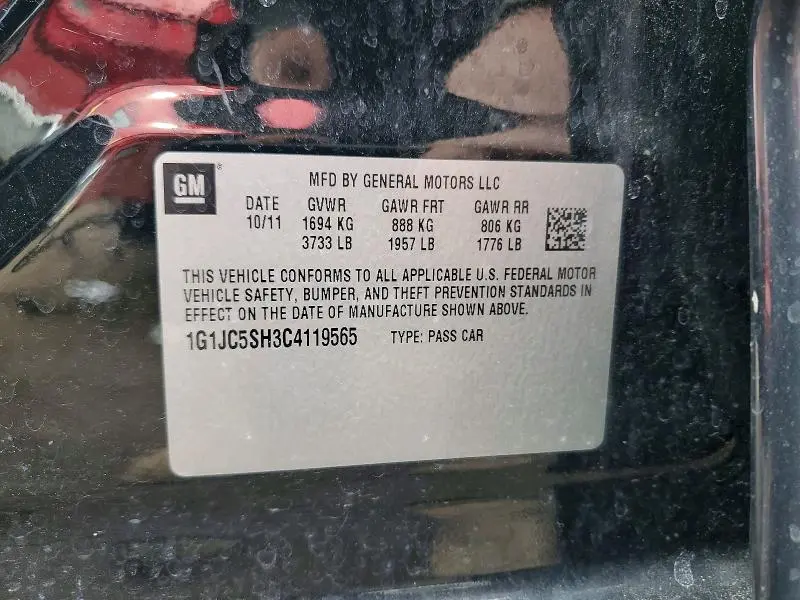 GM ® MFD BY GENERAL MOTORS LLC
DATE GVWR GAWR FRT GAWR RR
10/11 1694 KG 888 KG 806 KG
3733 LB 1957 LB 1776 LB
THIS VEHICLE CONFORMS TO ALL APPLICABLE U.S. FEDERAL MOTOR
VEHICLE SAFETY, BUMPER, AND THEFT PREVENTION STANDARDS IN
EFFECT ON THE DATE OF MANUFACTURE SHOWN ABOVE.
1G1JC5SH3C4119565 TYPE: PASS CAR